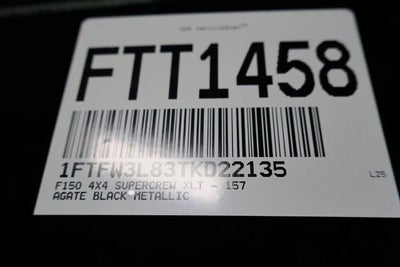 FTT1458
1FTFW3L83TKD22135
F150 4X4 SUPERCREW XLT - 157
AGATE BLACK METALLIC
L25